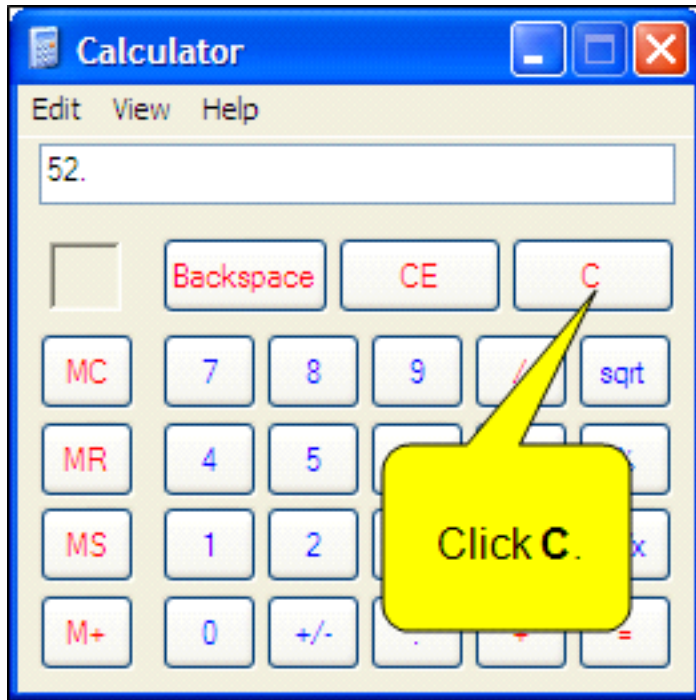 Calculator
Edit View Help
52.
Backspace CE C
MC 7 8 9 / sqrt
MR 4 5
MS 1 2 x
Click C.
M+ 0 +/- . + =